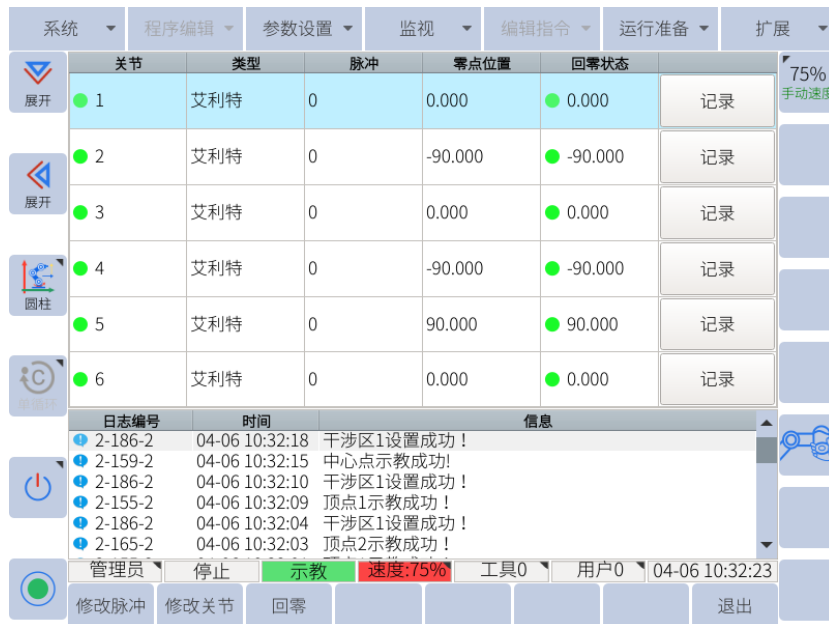 系统 程序编辑 参数设置 监视 编辑指令 运行准备 扩展
关节 类型 脉冲 零点位置 回零状态
75%
手动速度
展开
1 艾利特 0 0.000 0.000 记录
2 艾利特 0 -90.000 -90.000 记录
展开
3 艾利特 0 0.000 0.000 记录
4 艾利特 0 -90.000 -90.000 记录
圆柱
5 艾利特 0 90.000 90.000 记录
6 艾利特 0 0.000 0.000 记录
C
单循环
日志编号 时间 信息
2-186-2 04-06 10:32:18 干涉区1设置成功！
2-159-2 04-06 10:32:15 中心点示教成功!
2-186-2 04-06 10:32:10 干涉区1设置成功！
2-155-2 04-06 10:32:09 顶点1示教成功！
2-186-2 04-06 10:32:04 干涉区1设置成功！
2-165-2 04-06 10:32:03 顶点2示教成功！
管理员 停止 示教 速度:75% 工具0 用户0 04-06 10:32:23
修改脉冲 修改关节 回零 退出